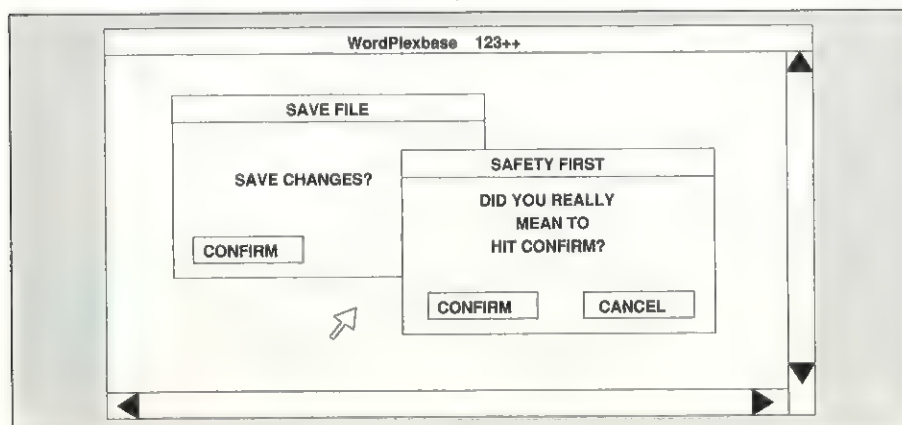 WordPlexbase 123++
SAVE FILE
SAVE CHANGES?
CONFIRM
SAFETY FIRST
DID YOU REALLY
MEAN TO
HIT CONFIRM?
CONFIRM
CANCEL